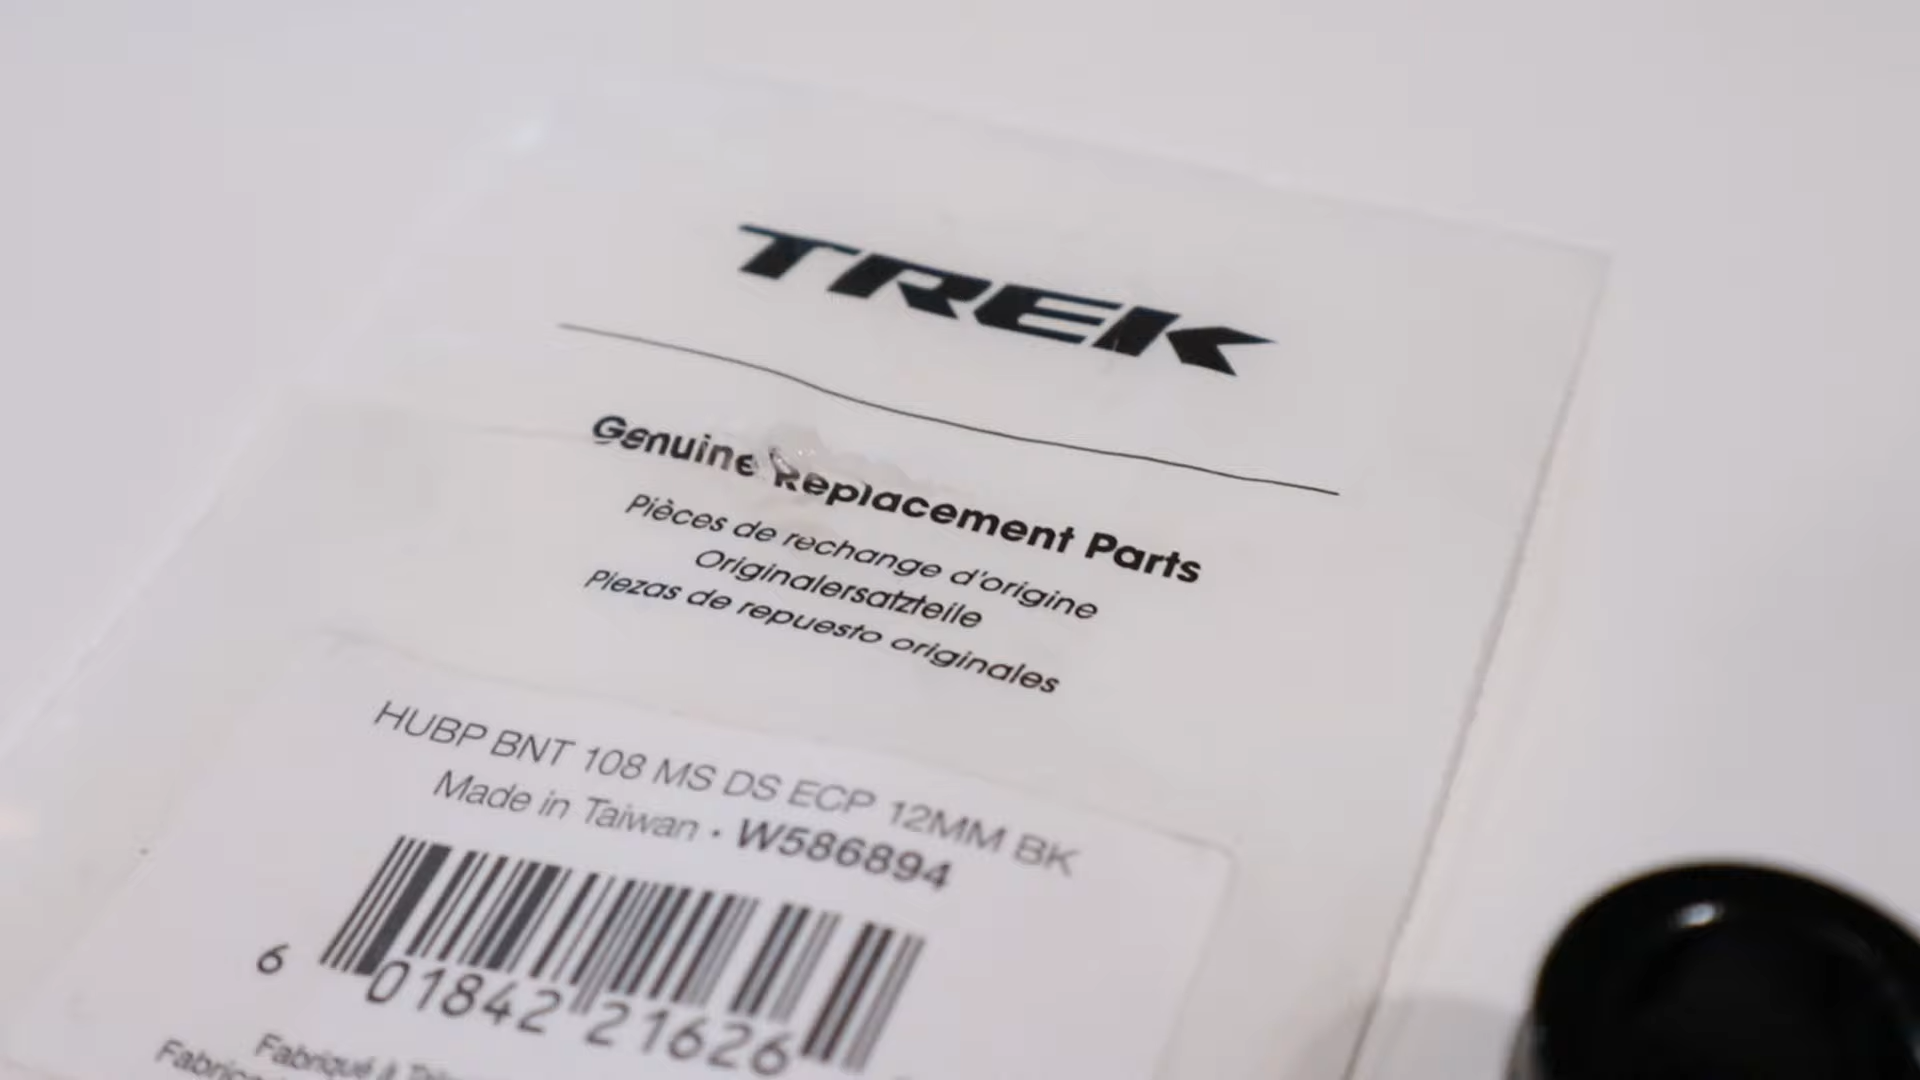 TREK
Genuine Replacement Parts
Pièces de rechange d'origine
Originalersatzteile
Piezas de repuesto originales
HUBP BNT 108 MS DS ECP 12MM BK
Made in Taiwan • W586894
6 01842 21626
Fabriqué à